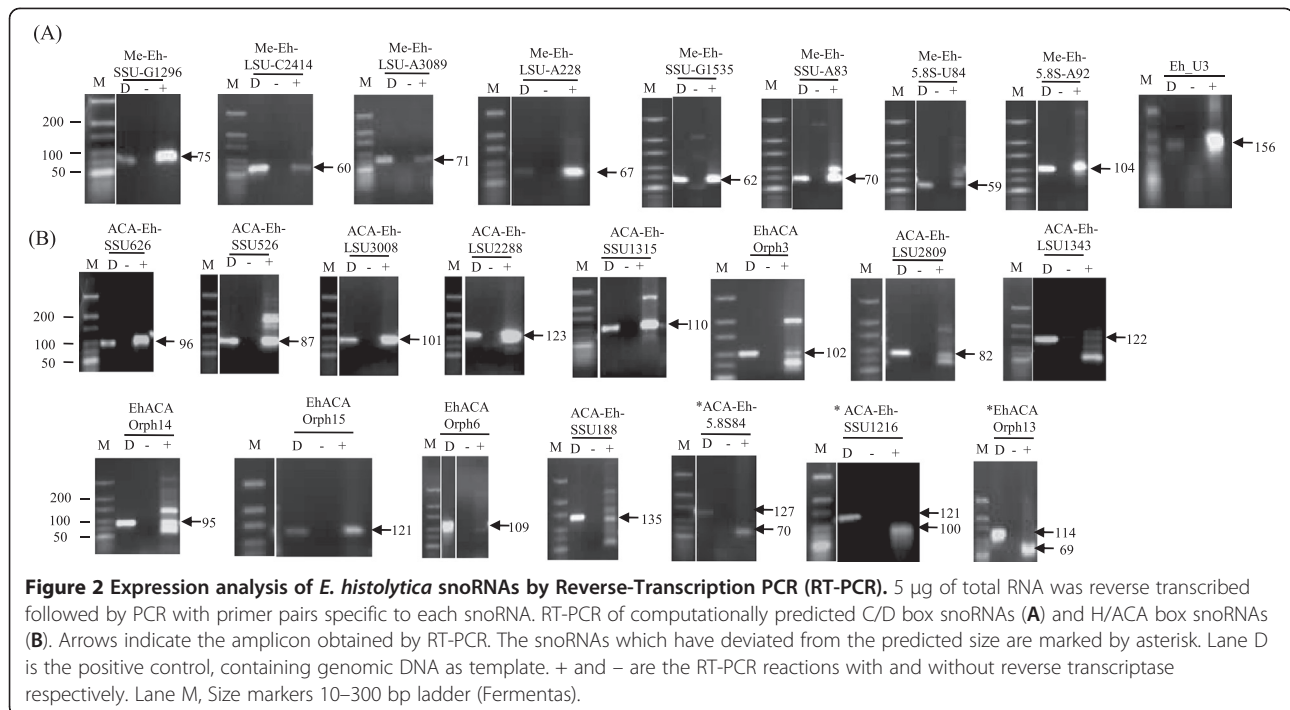 (A)
Me-Eh-
SSU-G1296
Me-Eh-
LSU-C2414
Me-Eh-
LSU-A3089
Me-Eh-
LSU-A228
Me-Eh-
SSU-G1535
Me-Eh-
SSU-A83
Me-Eh-
5.8S-U84
Me-Eh-
5.8S-A92
Eh_U3
M D - +
M D - +
M D - +
M D - +
M D - +
M D - +
M D - +
M D - +
M D - +
200
100
50
75
60
71
67
62
70
59
104
156
(B)
ACA-Eh-
SSU626
ACA-Eh-
SSU526
ACA-Eh-
LSU3008
ACA-Eh-
LSU2288
ACA-Eh-
SSU1315
EhACA
Orph3
ACA-Eh-
LSU2809
ACA-Eh-
LSU1343
M D - +
M D - +
M D - +
M D - +
M D - +
M D - +
M D - +
M D - +
200
100
50
96
87
101
123
110
102
82
122
EhACA
Orph14
EhACA
Orph15
EhACA
Orph6
ACA-Eh-
SSU188
*ACA-Eh-
5.8S84
* ACA-Eh-
SSU1216
*EhACA
Orph13
M D - +
M D - +
M D - +
M D - +
M D - +
M D - +
M D - +
200
100
50
95
121
109
135
127
70
121
100
114
69
Figure 2 Expression analysis of E. histolytica snoRNAs by Reverse-Transcription PCR (RT-PCR). 5 μg of total RNA was reverse transcribed
followed by PCR with primer pairs specific to each snoRNA. RT-PCR of computationally predicted C/D box snoRNAs (A) and H/ACA box snoRNAs
(B). Arrows indicate the amplicon obtained by RT-PCR. The snoRNAs which have deviated from the predicted size are marked by asterisk. Lane D
is the positive control, containing genomic DNA as template. + and – are the RT-PCR reactions with and without reverse transcriptase
respectively. Lane M, Size markers 10–300 bp ladder (Fermentas).